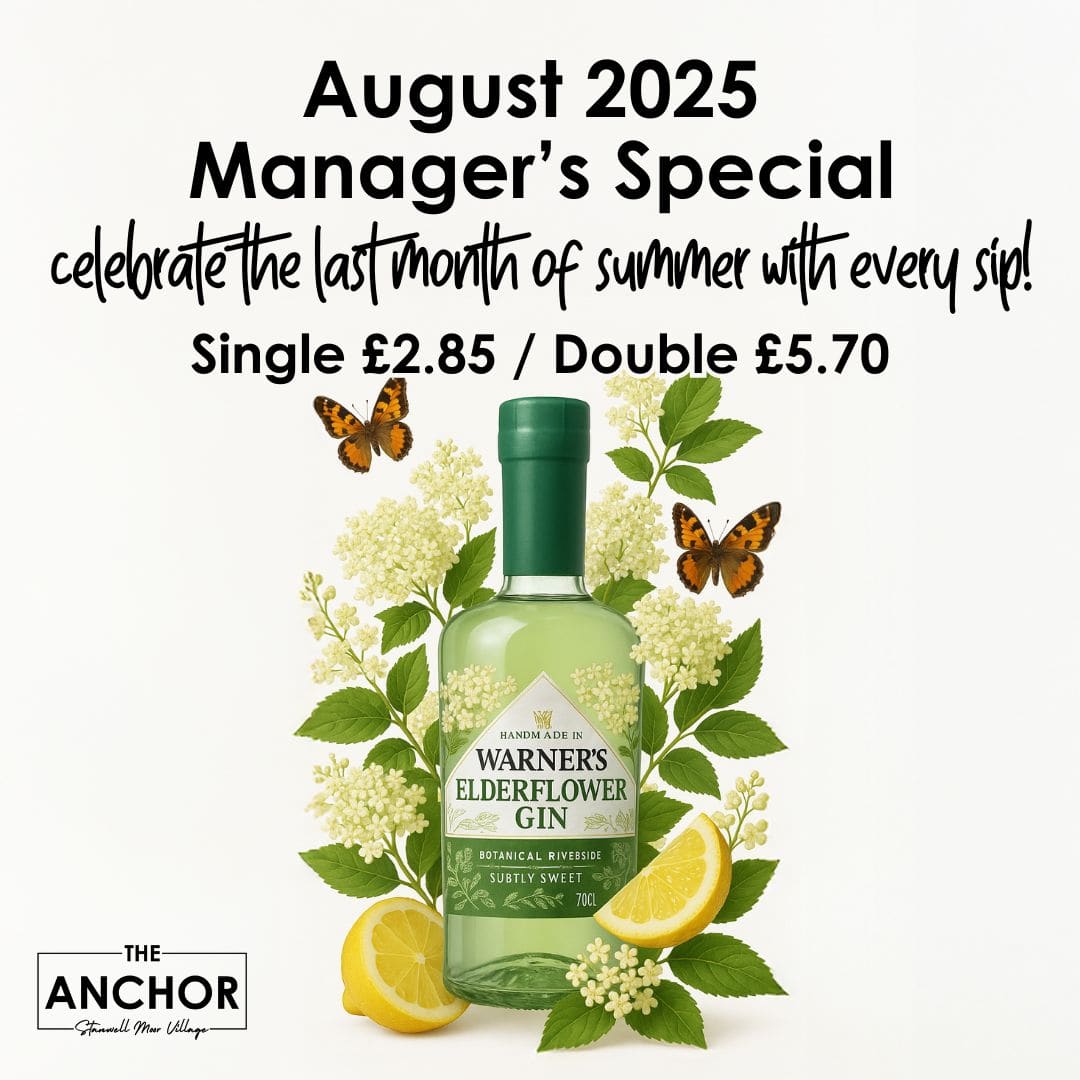 August 2025
Manager's Special
celebrate the last month of summer with every sip!
Single £2.85 / Double £5.70
HANDM ADE IN
WARNER'S
ELDERFLOWER
GIN
BOTANICAL RIVEBSIDE
SUBTLY SWEET
70CL
THE
ANCHOR
Stanwell Moor Village